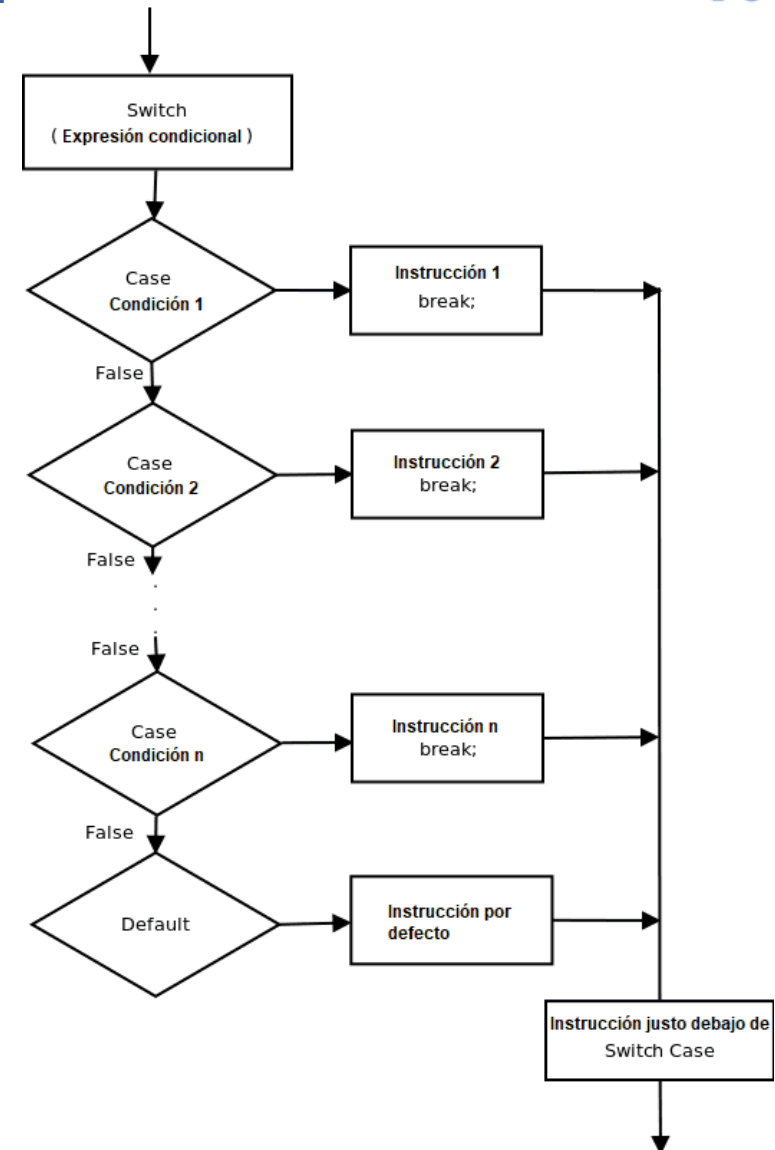 Switch
( Expresión condicional )
Case
Condición 1
Instrucción 1
break;
False
Case
Condición 2
Instrucción 2
break;
False
.
.
.
False
Case
Condición n
Instrucción n
break;
False
Default
Instrucción por
defecto
Instrucción justo debajo de
Switch Case